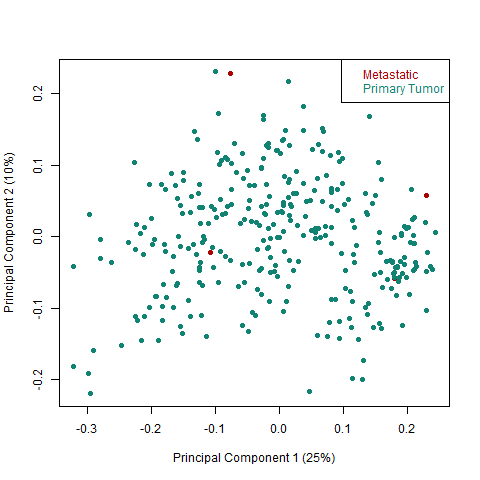 Metastatic
Primary Tumor
Principal Component 2 (10%)
0.2
0.1
0.0
-0.1
-0.2
-0.3 -0.2 -0.1 0.0 0.1 0.2
Principal Component 1 (25%)